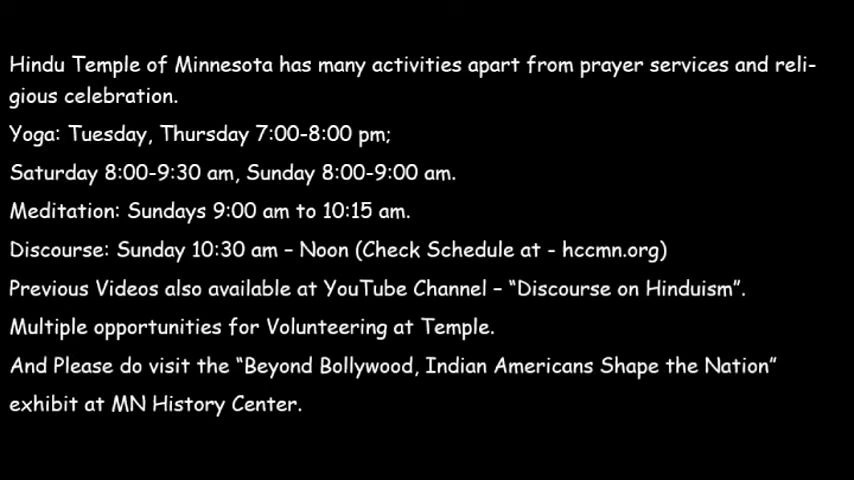 Hindu Temple of Minnesota has many activities apart from prayer services and reli-
gious celebration.
Yoga: Tuesday, Thursday 7:00-8:00 pm;
Saturday 8:00-9:30 am, Sunday 8:00-9:00 am.
Meditation: Sundays 9:00 am to 10:15 am.
Discourse: Sunday 10:30 am – Noon (Check Schedule at - hccmn.org)
Previous Videos also available at YouTube Channel – “Discourse on Hinduism”.
Multiple opportunities for Volunteering at Temple.
And Please do visit the “Beyond Bollywood, Indian Americans Shape the Nation”
exhibit at MN History Center.